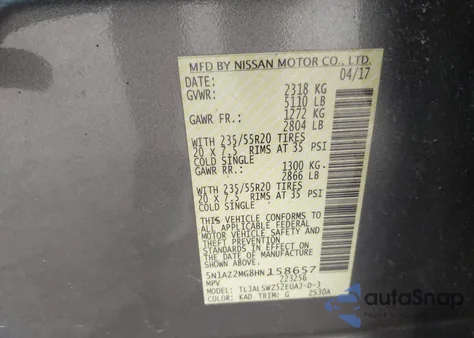 MFD BY NISSAN MOTOR CO., LTD.
DATE: 04/17
GVWR: 2318 KG
5110 LB
GAWR FR.: 1272 KG
2804 LB
WITH 235/55R20 TIRES
20 X 7.5 RIMS AT 35 PSI
COLD SINGLE
GAWR RR.: 1300 KG
2866 LB
WITH 235/55R20 TIRES
20 X 7.5 RIMS AT 35 PSI
COLD SINGLE
THIS VEHICLE CONFORMS TO
ALL APPLICABLE FEDERAL
MOTOR VEHICLE SAFETY AND
THEFT PREVENTION
STANDARDS IN EFFECT ON
THE DATE OF MANUFACTURE
SHOWN ABOVE.
5N1AZ2MG8HN158657
MPV 223256
MODEL: TLJALSWZ52EUAJ-D-3
COLOR: KAD TRIM: G 2530A
autoSnap